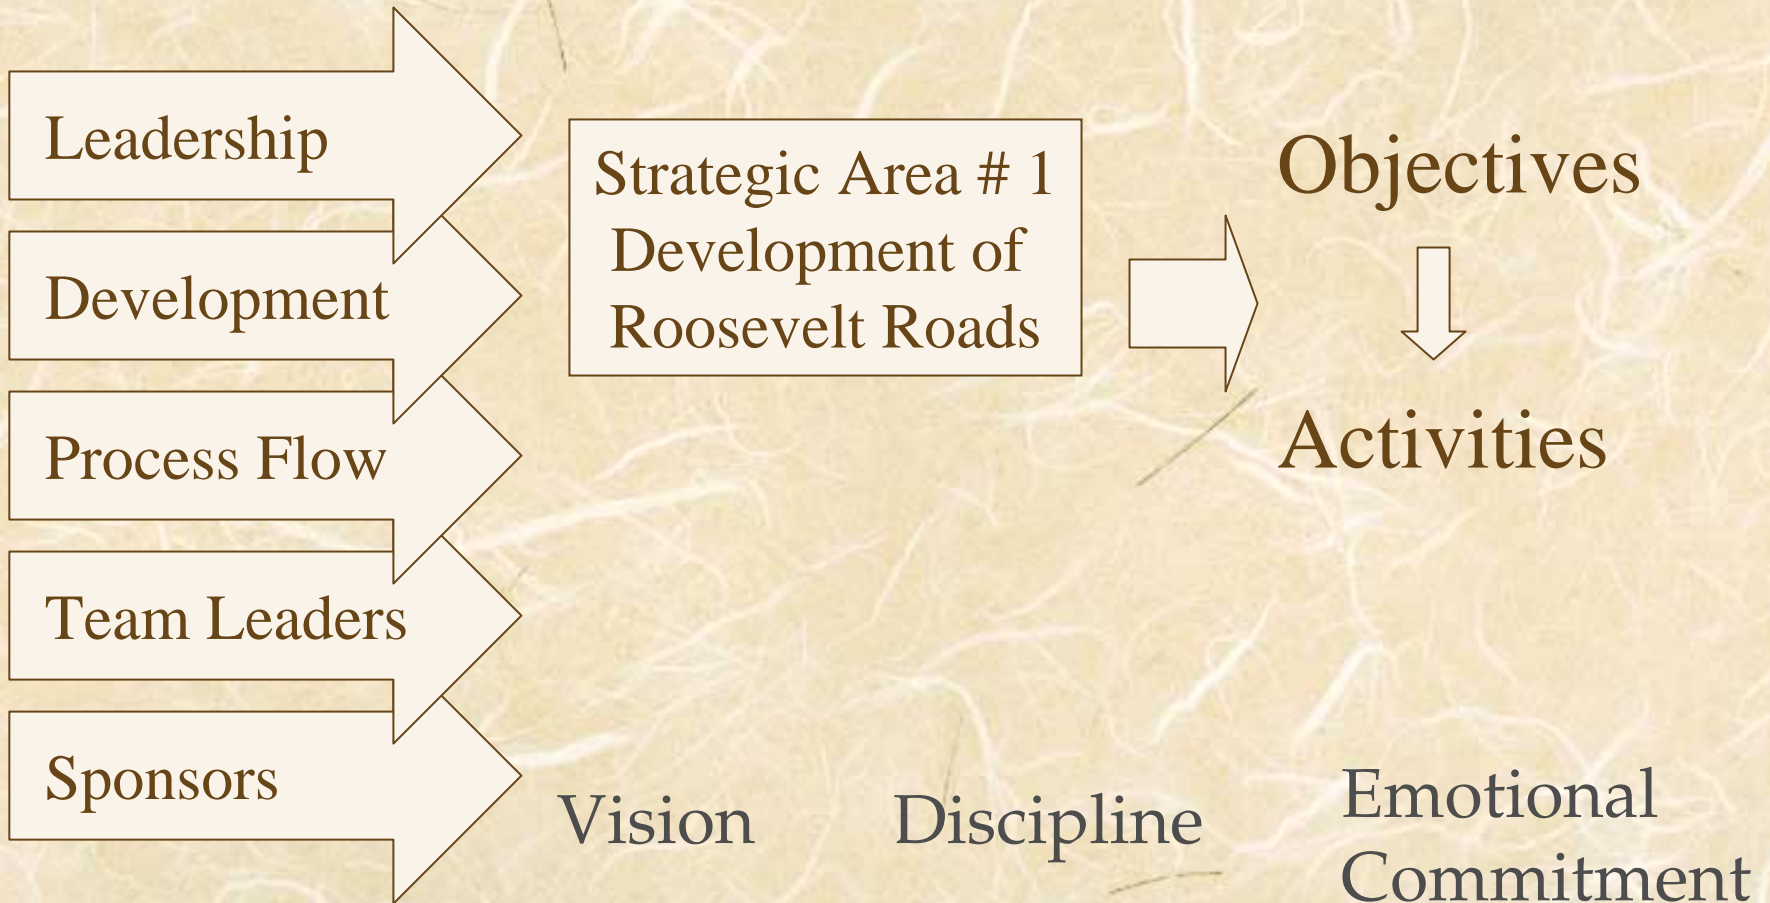 Leadership
Development
Process Flow
Team Leaders
Sponsors
Strategic Area # 1
Development of
Roosevelt Roads
Objectives
Activities
Vision
Discipline
Emotional
Commitment